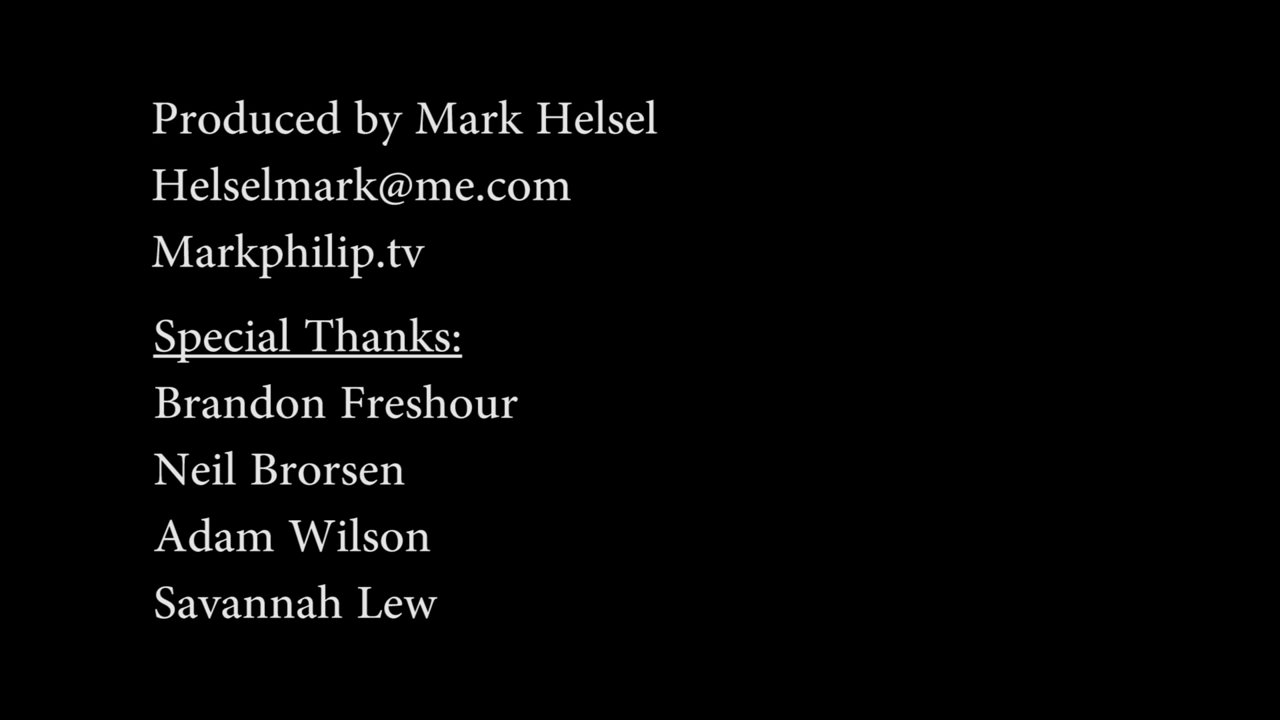 Produced by Mark Helsel
Helselmark@me.com
Markphilip.tv
Special Thanks:
Brandon Freshour
Neil Brorsen
Adam Wilson
Savannah Lew